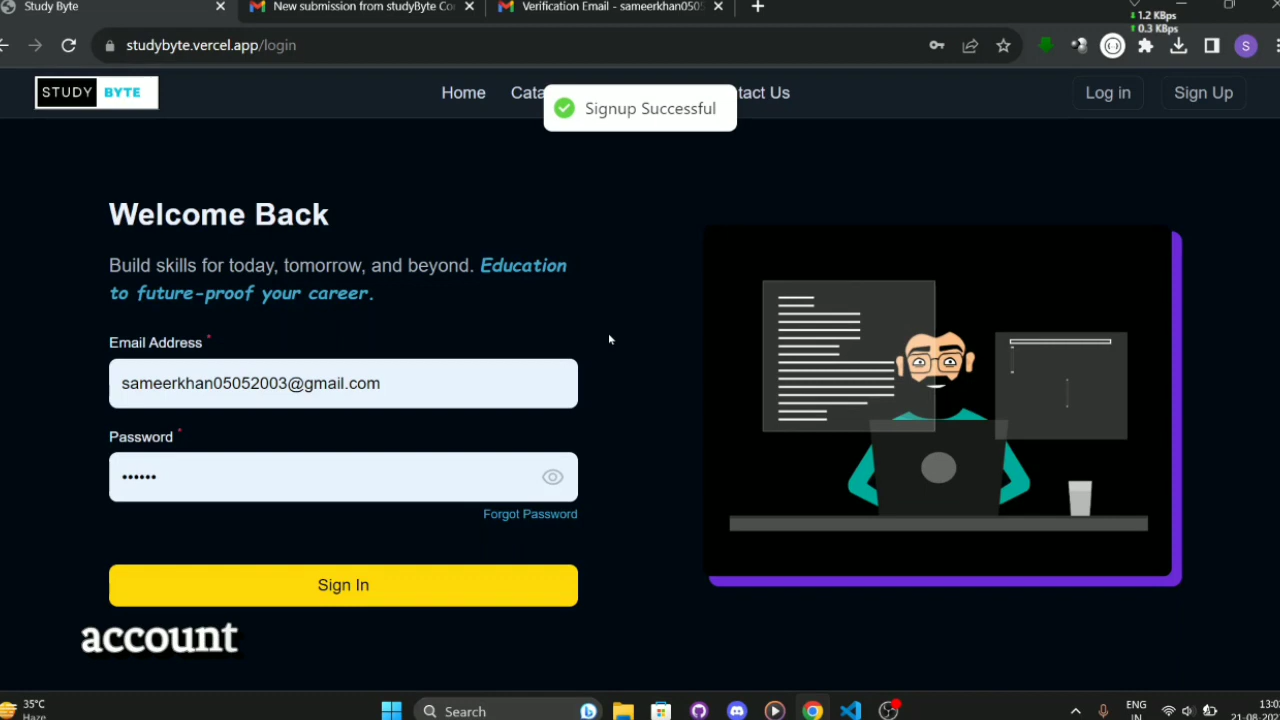 Study Byte
New submission from studyByte Co
Verification Email - sameerkhan0505
1.2 KBps
0.3 KBps
studybyte.vercel.app/login
S
STUDY BYTE
Home
Cata
tact Us
Log in
Sign Up
Signup Successful
Welcome Back
Build skills for today, tomorrow, and beyond. Education
to future-proof your career.
Email Address *
sameerkhan05052003@gmail.com
Password *
••••••
Forgot Password
Sign In
account
35°C
Haze
Search
ENG
IN
13:0
21-08-202